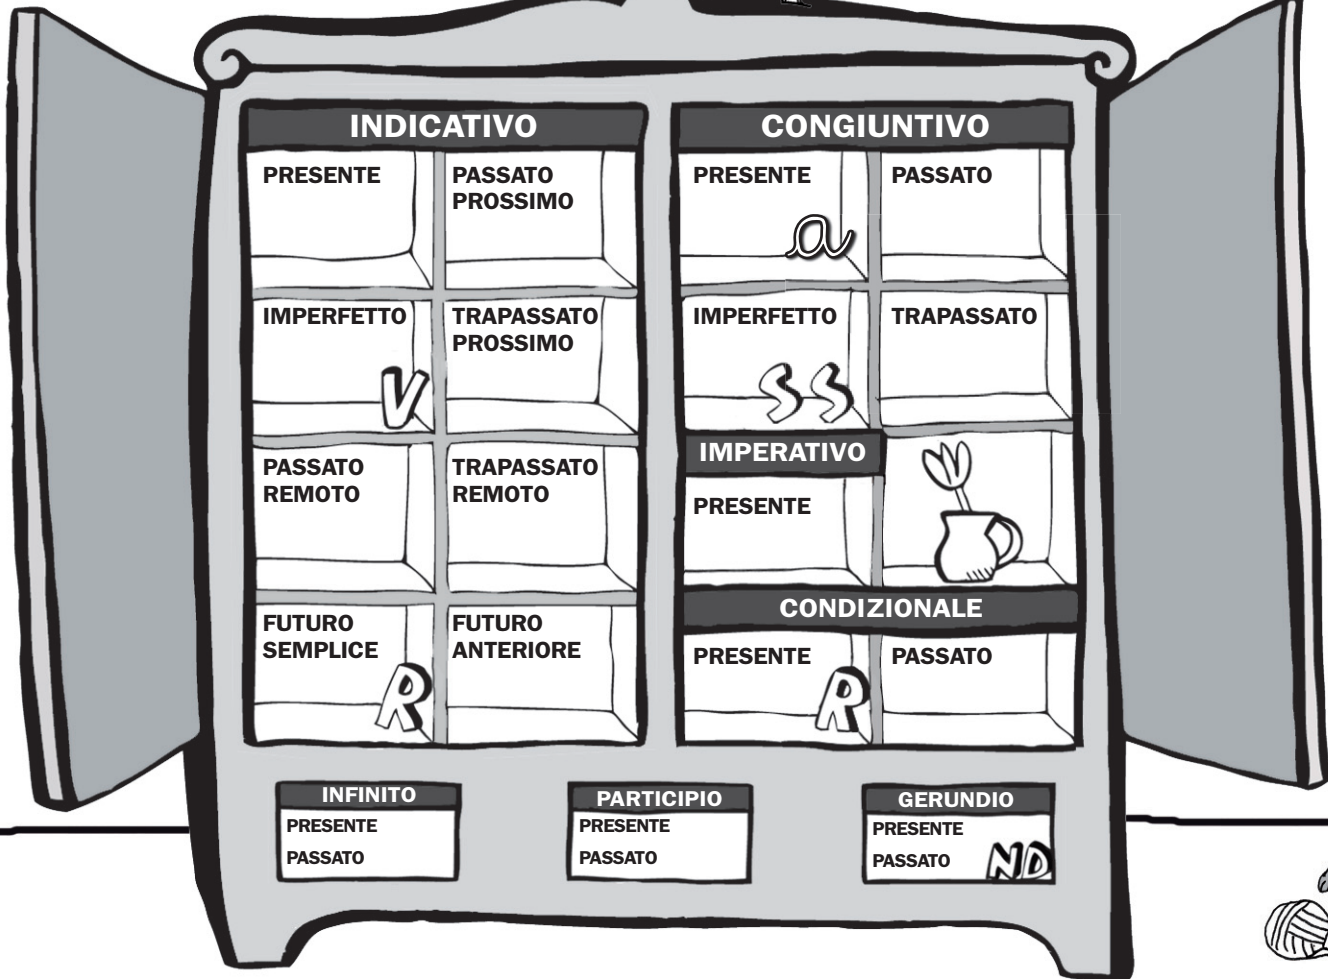 INDICATIVO
PRESENTE
PASSATO
PROSSIMO
IMPERFETTO
V
TRAPASSATO
PROSSIMO
PASSATO
REMOTO
TRAPASSATO
REMOTO
FUTURO
SEMPLICE
R
FUTURO
ANTERIORE
CONGIUNTIVO
PRESENTE
a
PASSATO
IMPERFETTO
SS
TRAPASSATO
IMPERATIVO
PRESENTE
CONDIZIONALE
PRESENTE
R
PASSATO
INFINITO
PRESENTE
PASSATO
PARTICIPIO
PRESENTE
PASSATO
GERUNDIO
PRESENTE
PASSATO
ND